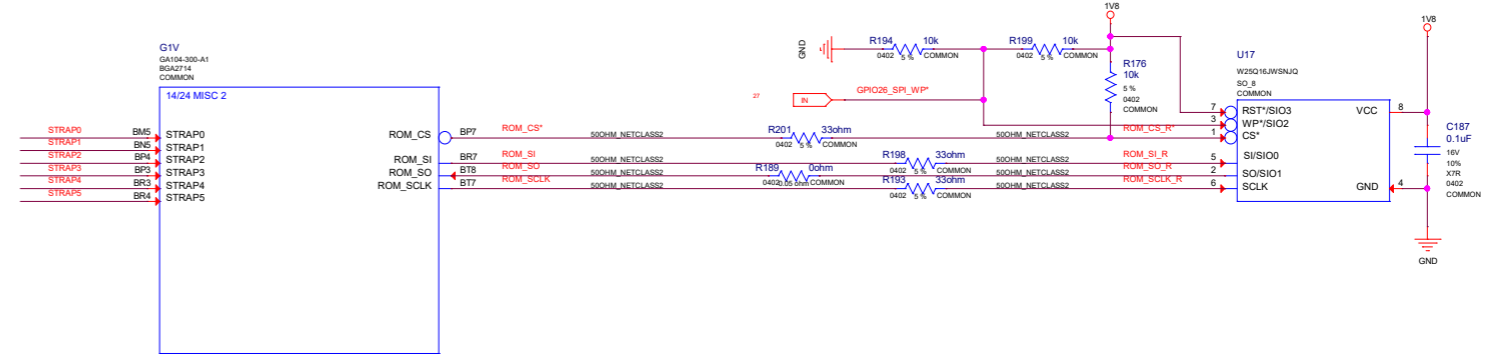 1V8
1V8
G1V
GA104-300-A1
BGA2714
COMMON
14/24 MISC 2
STRAP0 BM5 STRAP0
STRAP1 BN5 STRAP1
STRAP2 BP4 STRAP2
STRAP3 BP3 STRAP3
STRAP4 BR3 STRAP4
STRAP5 BR4 STRAP5
ROM_CS BP7 ROM_CS*
ROM_SI BR7 ROM_SI
ROM_SO BT8 ROM_SO
ROM_SCLK BT7 ROM_SCLK
50OHM_NETCLASS2
50OHM_NETCLASS2
50OHM_NETCLASS2
50OHM_NETCLASS2
GND
R194 10k
0402 5 % COMMON
R199 10k
0402 5 % COMMON
R176
10k
5 %
0402
COMMON
27 IN GPIO26_SPI_WP*
R201 33ohm
0402 5 % COMMON
R198 33ohm
0402 5 % COMMON
R189 0ohm
0402 0.05 ohm COMMON
R193 33ohm
0402 5 % COMMON
50OHM_NETCLASS2 ROM_CS_R*
50OHM_NETCLASS2 ROM_SI_R
50OHM_NETCLASS2 ROM_SO_R
50OHM_NETCLASS2 ROM_SCLK_R
U17
W25Q16JWSNJQ
SO_8
COMMON
7 RST*/SIO3
3 WP*/SIO2
1 CS*
5 SI/SIO0
2 SO/SIO1
6 SCLK
VCC 8
GND 4
C187
0.1uF
16V
10%
X7R
0402
COMMON
GND